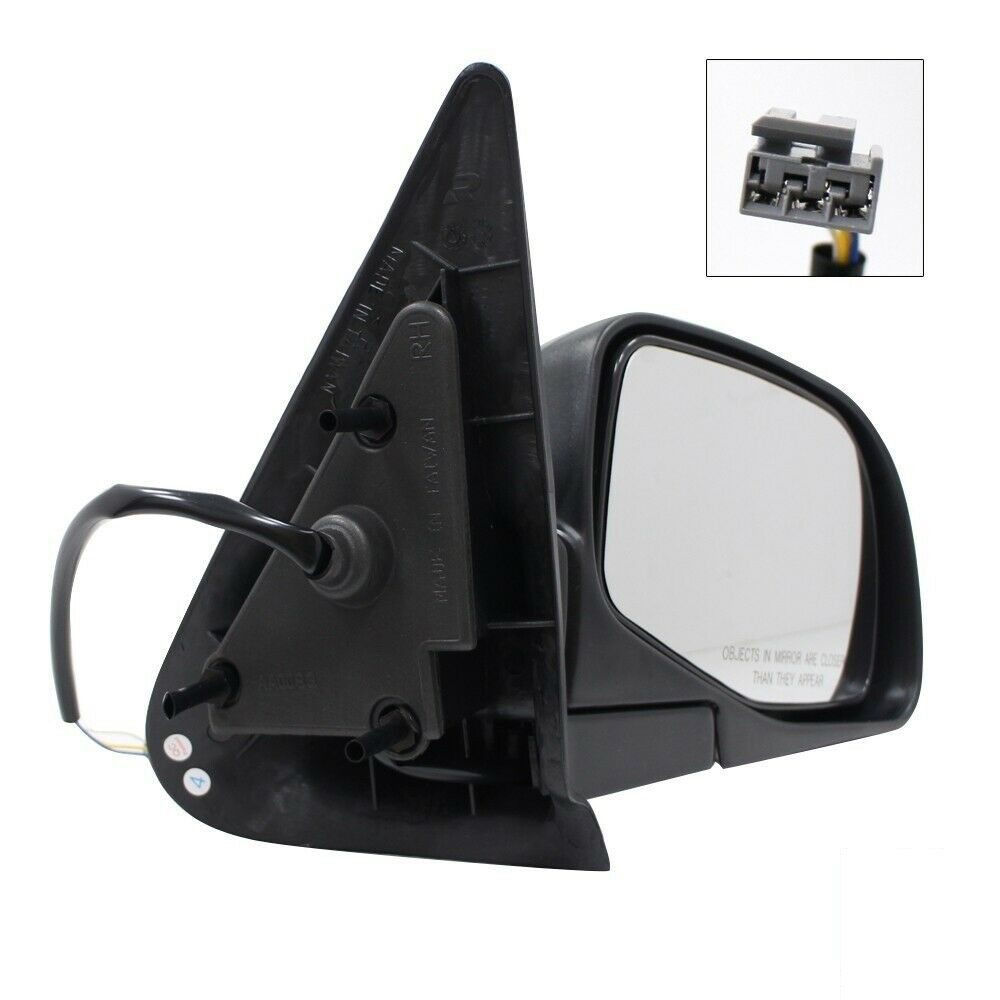 MADE IN TAIWAN
RH
MADE IN TAIWAN
OBJECTS IN MIRROR ARE CLOSER
THAN THEY APPEAR
4